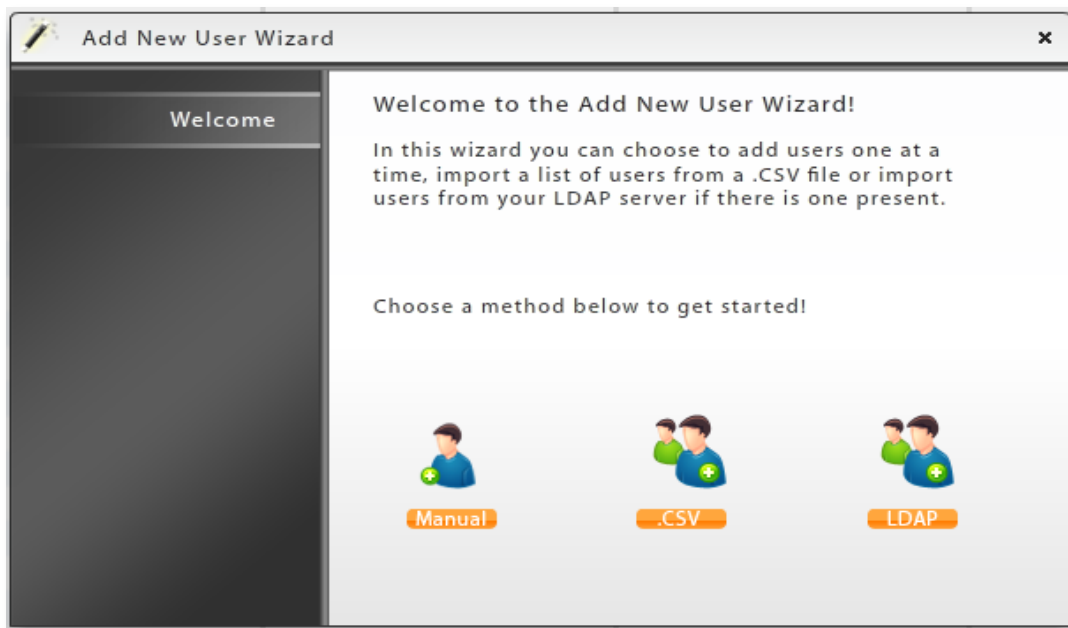 Add New User Wizard
Welcome
Welcome to the Add New User Wizard!
In this wizard you can choose to add users one at a
time, import a list of users from a .CSV file or import
users from your LDAP server if there is one present.
Choose a method below to get started!
Manual
.CSV
LDAP